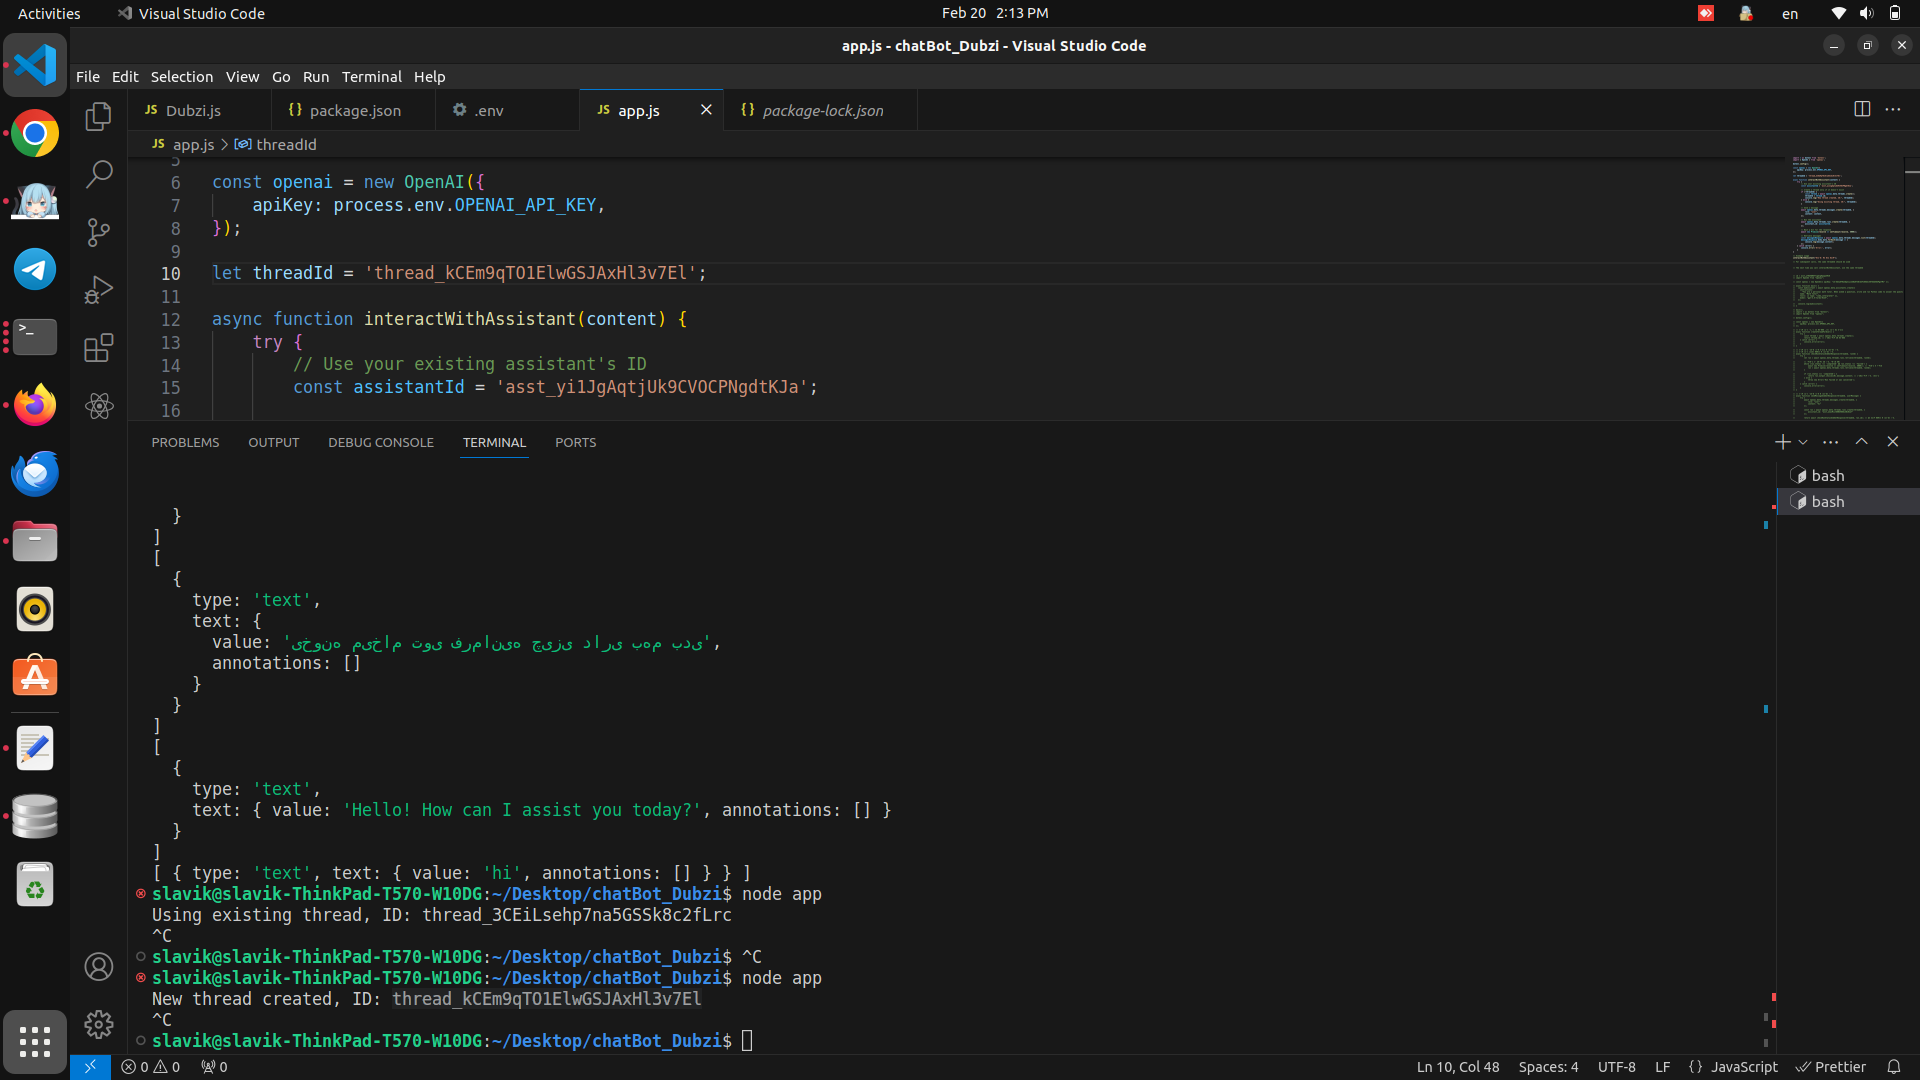 Activities
Visual Studio Code
Feb 20 2:13 PM
en
app.js - chatBot_Dubzi - Visual Studio Code
File Edit Selection View Go Run Terminal Help
JS Dubzi.js
{} package.json
.env
JS app.js
{} package-lock.json
JS app.js > threadId
5
6 const openai = new OpenAI({
7 apiKey: process.env.OPENAI_API_KEY,
8 });
9
10 let threadId = 'thread_kCEm9qTO1ElwGSJAxHl3v7El';
11
12 async function interactWithAssistant(content) {
13 try {
14 // Use your existing assistant's ID
15 const assistantId = 'asst_yi1JgAqtjUk9CVOCPNgdtKJa';
16
PROBLEMS OUTPUT DEBUG CONSOLE TERMINAL PORTS
bash
bash
}
]
[
{
type: 'text',
text: {
value: 'یخونه میخام توی فرمانیه چیزی داری بهم بدی',
annotations: []
}
}
]
[
{
type: 'text',
text: { value: 'Hello! How can I assist you today?', annotations: [] }
}
]
[ { type: 'text', text: { value: 'hi', annotations: [] } } ]
slavik@slavik-ThinkPad-T570-W10DG:~/Desktop/chatBot_Dubzi$ node app
Using existing thread, ID: thread_3CEiLsehp7na5GSSk8c2fLrc
^C
slavik@slavik-ThinkPad-T570-W10DG:~/Desktop/chatBot_Dubzi$ ^C
slavik@slavik-ThinkPad-T570-W10DG:~/Desktop/chatBot_Dubzi$ node app
New thread created, ID: thread_kCEm9qTO1ElwGSJAxHl3v7El
^C
slavik@slavik-ThinkPad-T570-W10DG:~/Desktop/chatBot_Dubzi$
0 0 0
Ln 10, Col 48 Spaces: 4 UTF-8 LF {} JavaScript Prettier